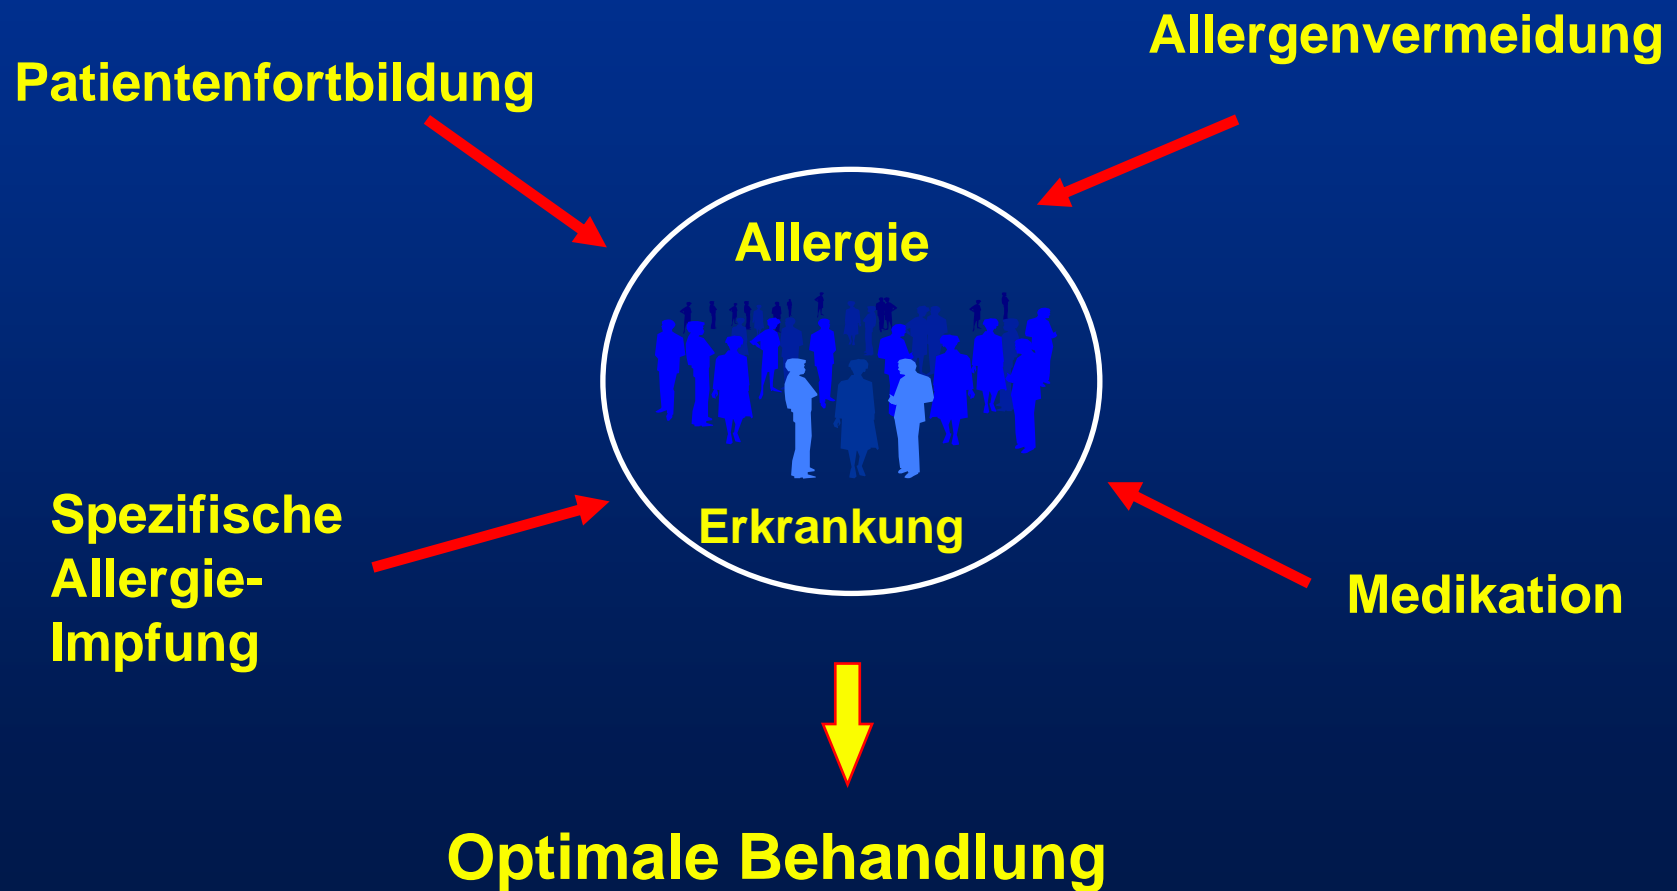 Allergenvermeidung
Patientenfortbildung
Allergie
Erkrankung
Spezifische
Allergie-
Impfung
Medikation
Optimale Behandlung